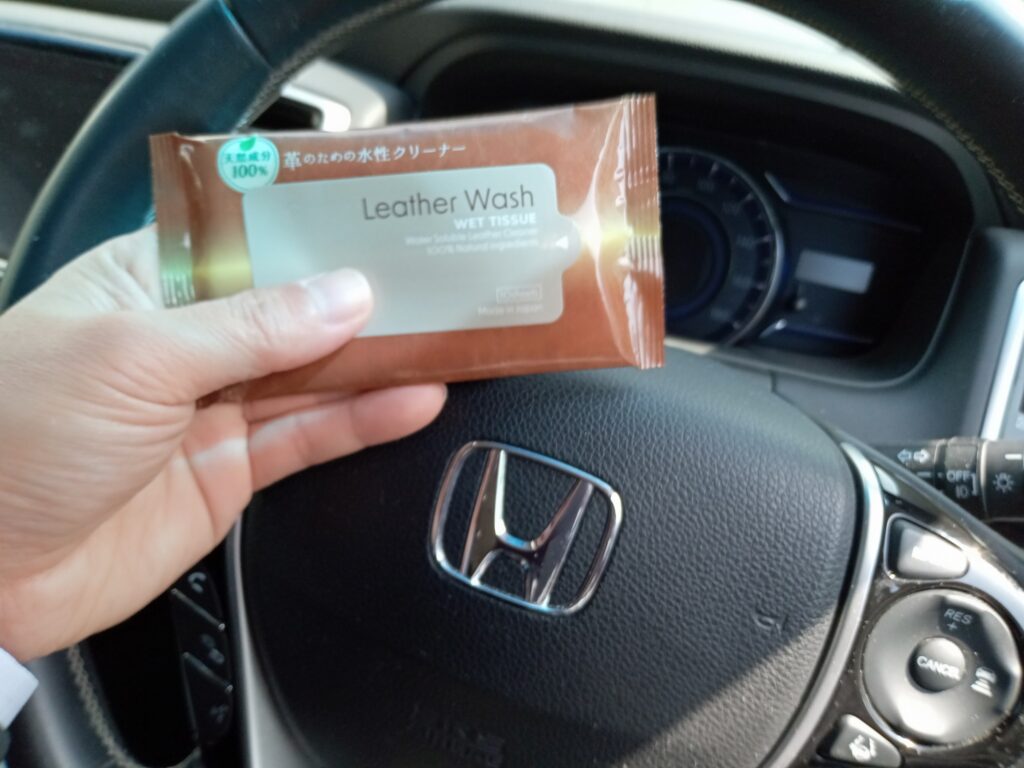 天然成分
100%
革のための水性クリーナー
Leather Wash
WET TISSUE
Water Soluble Leather Cleaner
100% Natural ingredients
Made in Japan
OFF
RES
+
CANCEL